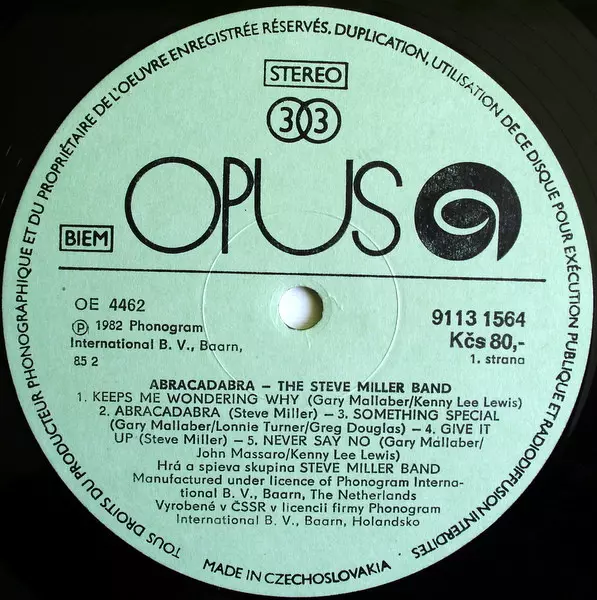 TOUS DROITS DU PRODUCTEUR PHONOGRAPHIQUE ET DU PROPRIÉTAIRE DE L'OEUVRE ENREGISTRÉE RÉSERVÉS. DUPLICATION, UTILISATION DE CE DISQUE POUR EXÉCUTION PUBLIQUE ET RADIODIFFUSION INTERDITES
STEREO
33
OPUS
BIEM
OE 4462
℗ 1982 Phonogram
International B. V., Baarn,
85 2
9113 1564
Kčs 80,-
1. strana
ABRACADABRA — THE STEVE MILLER BAND
1. KEEPS ME WONDERING WHY (Gary Mallaber/Kenny Lee Lewis)
2. ABRACADABRA (Steve Miller) — 3. SOMETHING SPECIAL
(Gary Mallaber/Lonnie Turner/Greg Douglas) — 4. GIVE IT
UP (Steve Miller) — 5. NEVER SAY NO (Gary Mallaber/
John Massaro/Kenny Lee Lewis)
Hrá a spieva skupina STEVE MILLER BAND
Manufactured under licence of Phonogram Interna-
tional B. V., Baarn, The Netherlands
Vyrobené v ČSSR v licencii firmy Phonogram
International B. V., Baarn, Holandsko
MADE IN CZECHOSLOVAKIA